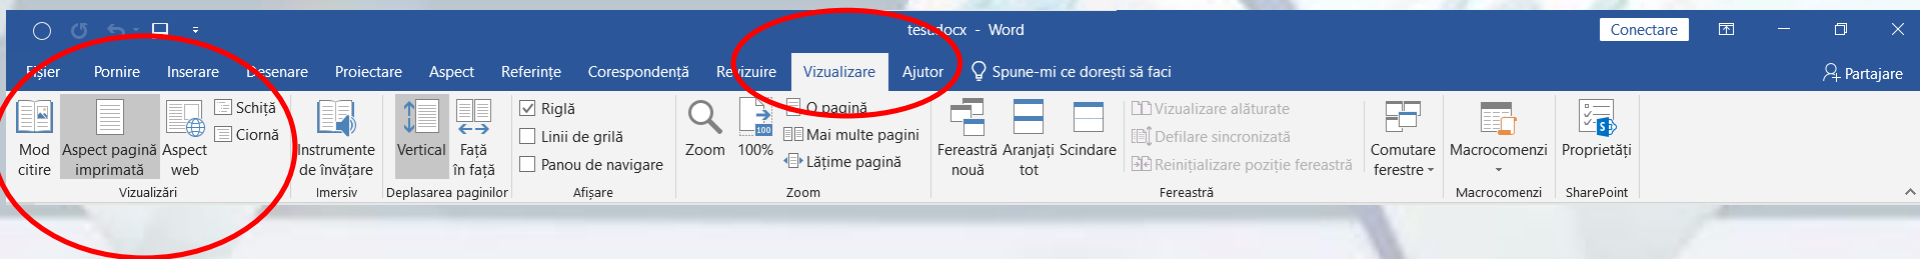 test.docx - Word
Conectare
Fișier Pornire Inserare Desenare Proiectare Aspect Referințe Corespondență Revizuire Vizualizare Ajutor Spune-mi ce dorești să faci Partajare
Mod citire
Aspect pagină imprimată
Aspect web
Schiță
Ciornă
Vizualizări
Instrumente de învățare
Imersiv
Vertical
Față în față
Deplasarea paginilor
Riglă
Linii de grilă
Panou de navigare
Afișare
Zoom
100
100%
O pagină
Mai multe pagini
Lățime pagină
Zoom
Fereastră nouă
Aranjați tot
Scindare
Vizualizare alăturate
Defilare sincronizată
Reinițializare poziție fereastră
Fereastră
Comutare ferestre
Macrocomenzi
Macrocomenzi
Proprietăți
SharePoint